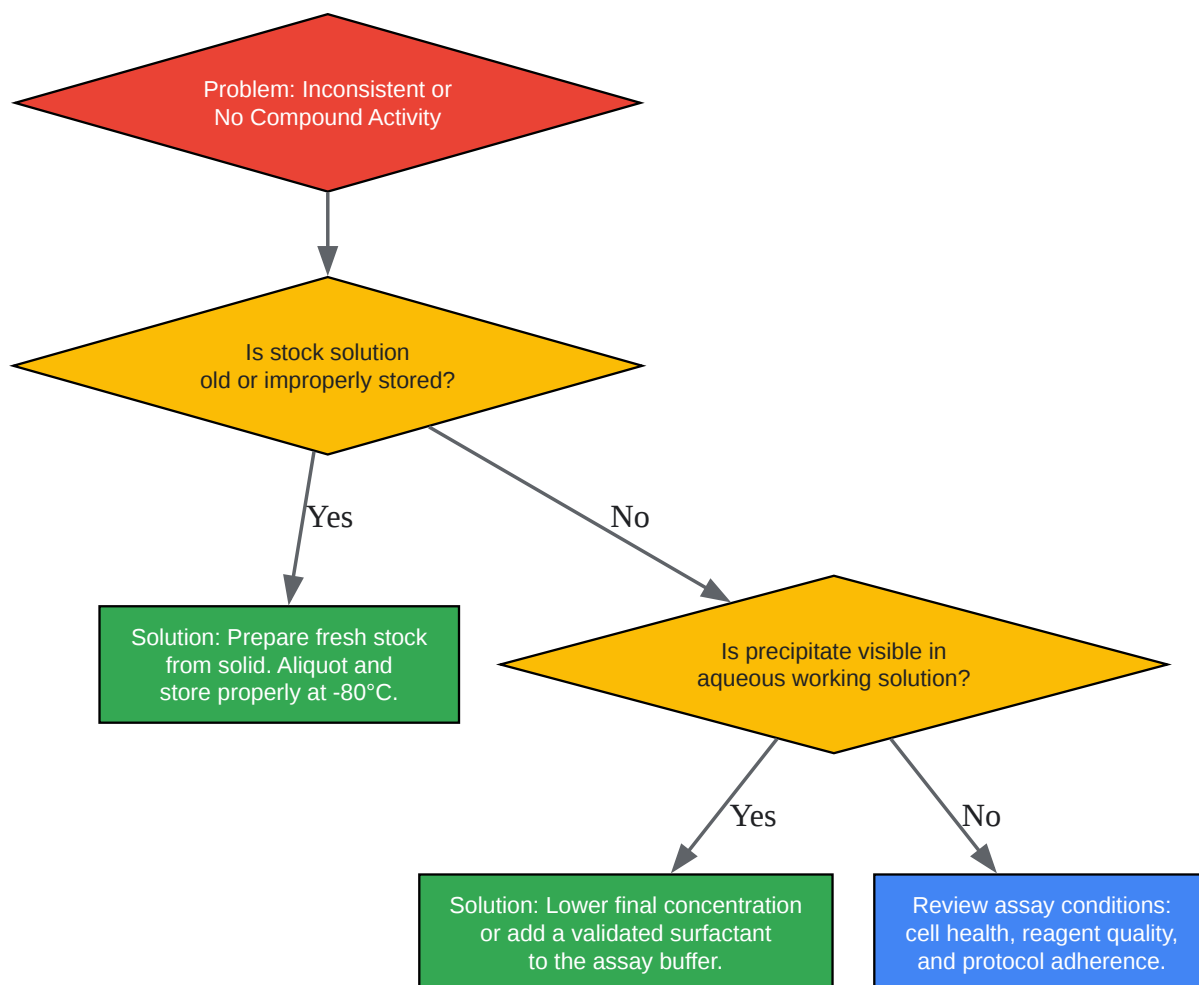 Problem: Inconsistent or
No Compound Activity
Is stock solution
old or improperly stored?
Yes
No
Solution: Prepare fresh stock
from solid. Aliquot and
store properly at -80°C.
Is precipitate visible in
aqueous working solution?
Yes
No
Solution: Lower final concentration
or add a validated surfactant
to the assay buffer.
Review assay conditions:
cell health, reagent quality,
and protocol adherence.